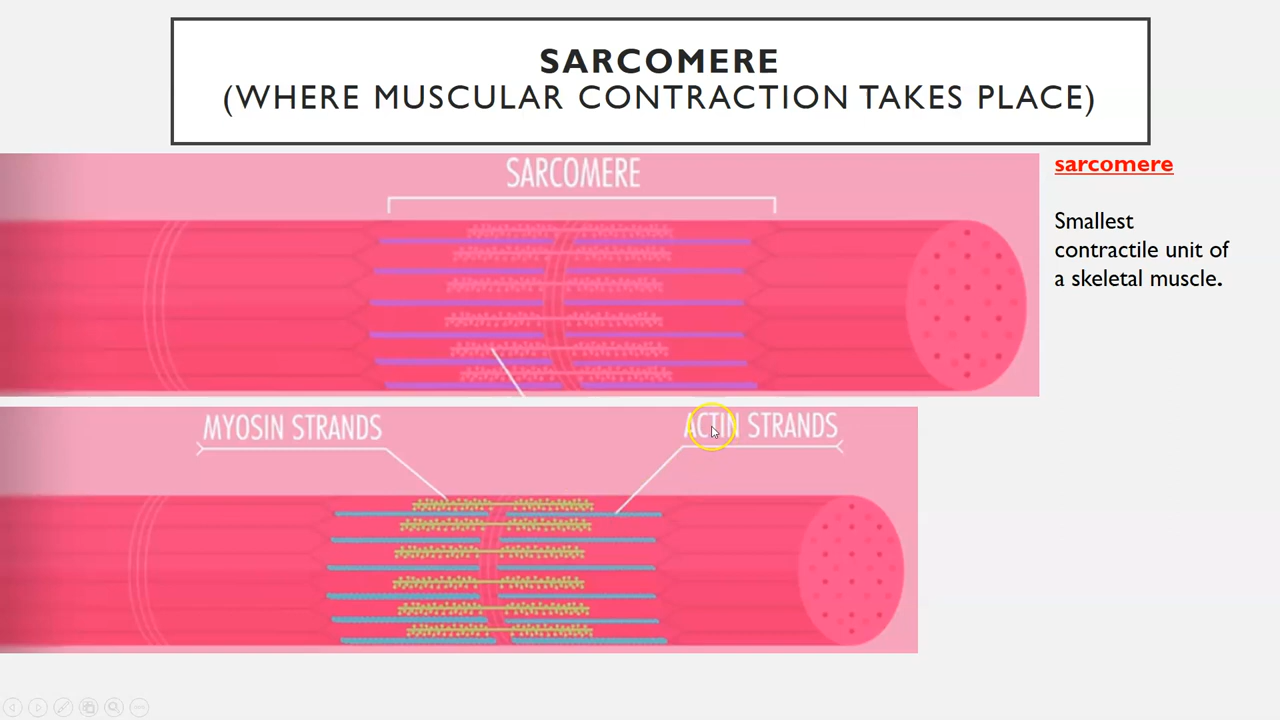 SARCOMERE
(WHERE MUSCULAR CONTRACTION TAKES PLACE)
SARCOMERE
sarcomere
Smallest
contractile unit of
a skeletal muscle.
MYOSIN STRANDS
ACTIN STRANDS